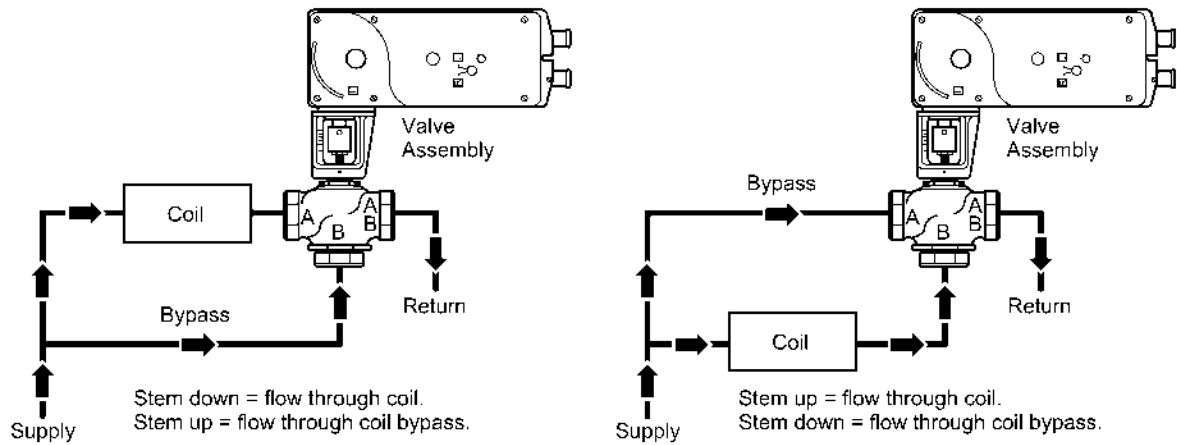 Valve
Assembly
Coil
A
B
A
B
Return
Bypass
Supply
Stem down = flow through coil.
Stem up = flow through coil bypass.
Valve
Assembly
Bypass
A
B
A
B
Return
Coil
Supply
Stem up = flow through coil.
Stem down = flow through coil bypass.